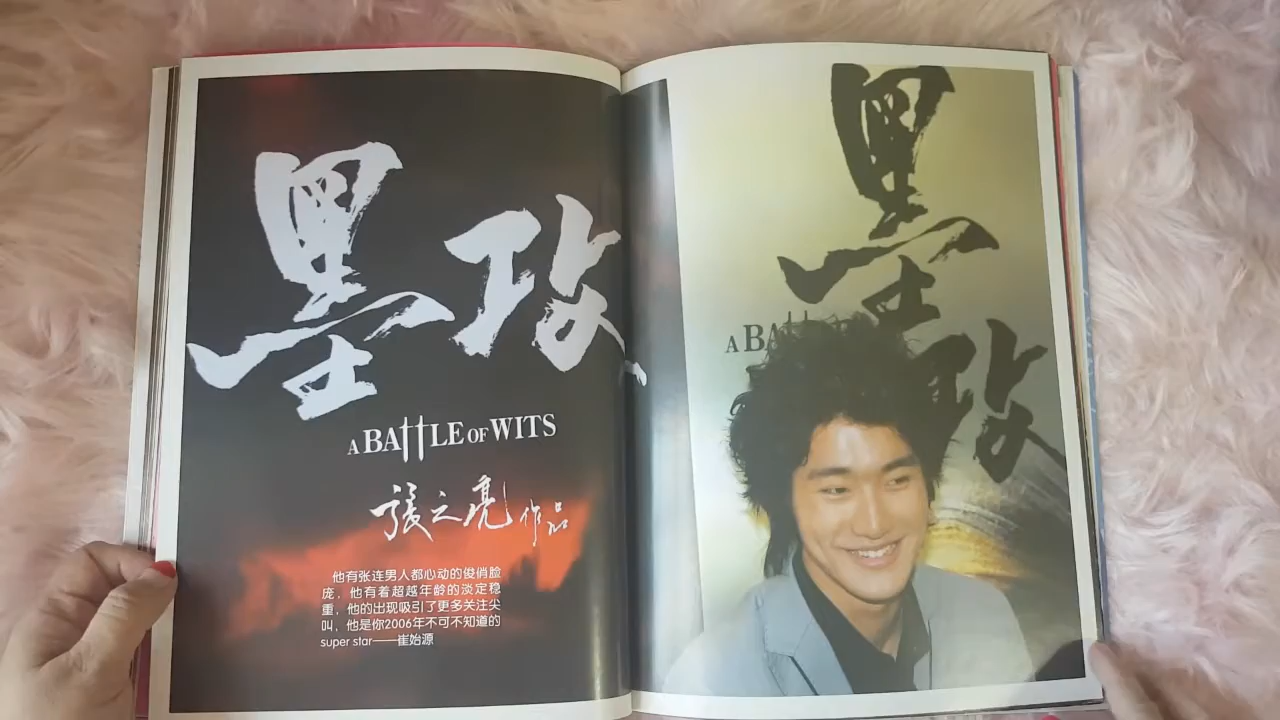 墨攻
A BATTLE OF WITS
張之亮作品
他有张连男人都心动的俊俏脸
庞，他有着超越年龄的淡定稳
重，他的出现吸引了更多关注尖
叫，他是你2006年不可不知道的
super star——崔始源
墨
攻
A BA